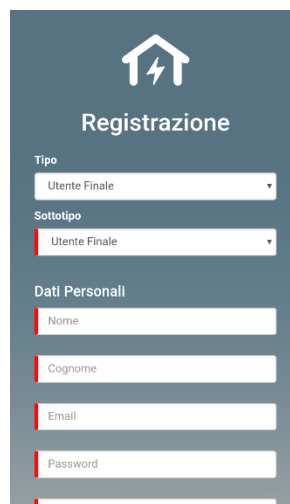 Registrazione
Tipo
Utente Finale
Sottotipo
Utente Finale
Dati Personali
Nome
Cognome
Email
Password